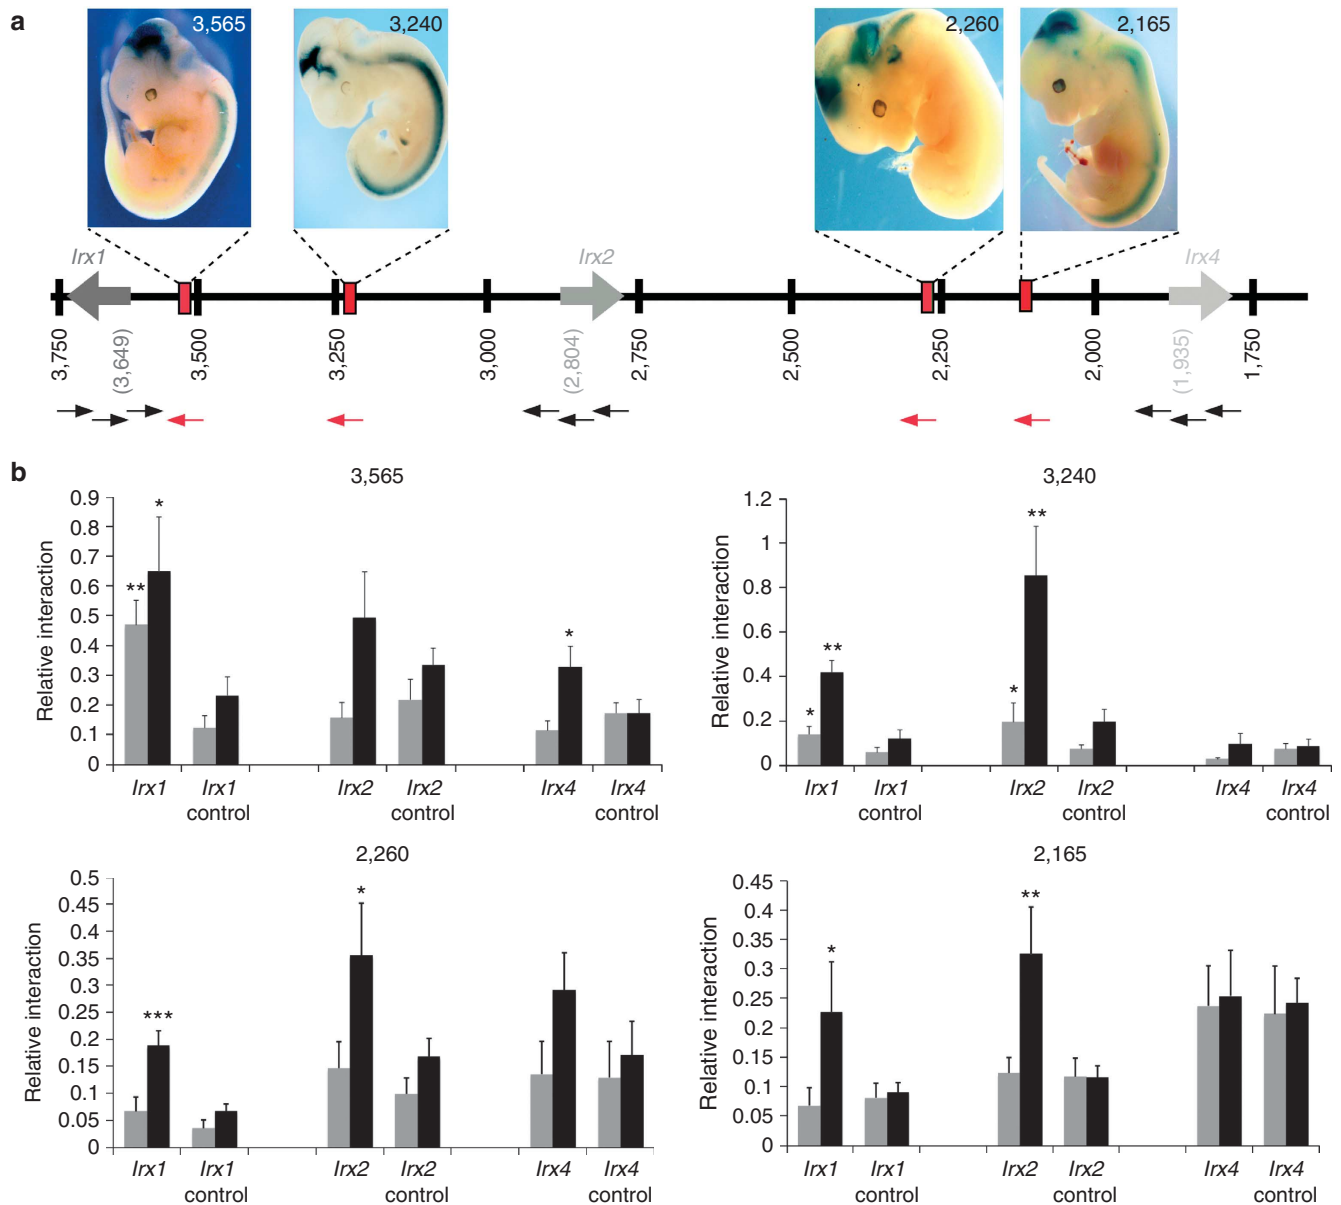 a
3,565
3,240
2,260
2,165
Irx1
Irx2
Irx4
3,750
(3,649)
3,500
3,250
3,000
(2,804)
2,750
2,500
2,250
2,000
(1,935)
1,750
b
3,565
Relative interaction
0.9
0.8
0.7
0.6
0.5
0.4
0.3
0.2
0.1
0
**
*
*
Irx1
Irx1 control
Irx2
Irx2 control
Irx4
Irx4 control
3,240
Relative interaction
1.2
1
0.8
0.6
0.4
0.2
0
*
**
*
**
Irx1
Irx1 control
Irx2
Irx2 control
Irx4
Irx4 control
2,260
Relative interaction
0.5
0.45
0.4
0.35
0.3
0.25
0.2
0.15
0.1
0.05
0
***
*
Irx1
Irx1 control
Irx2
Irx2 control
Irx4
Irx4 control
2,165
Relative interaction
0.45
0.4
0.35
0.3
0.25
0.2
0.15
0.1
0.05
0
*
**
Irx1
Irx1 control
Irx2
Irx2 control
Irx4
Irx4 control